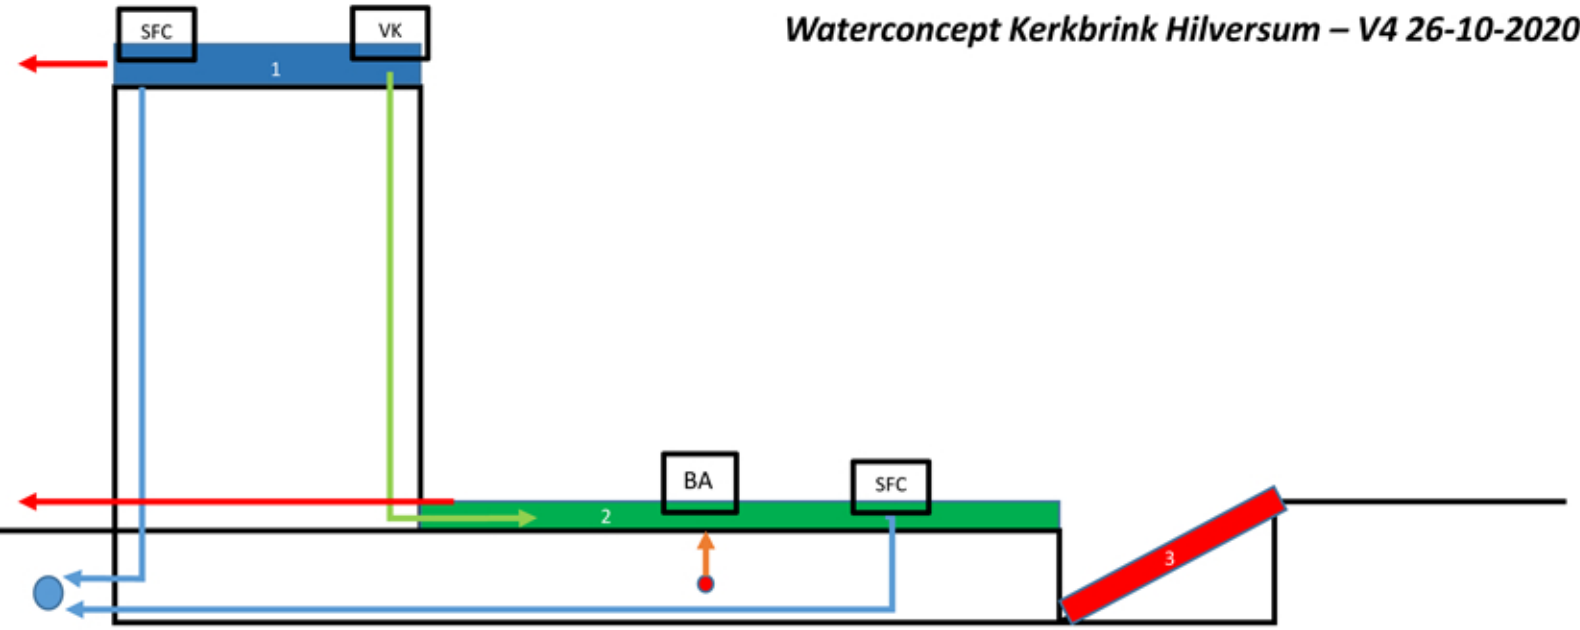 Waterconcept Kerkbrink Hilversum – V4 26-10-2020
SFC
VK
1
BA
SFC
2
3